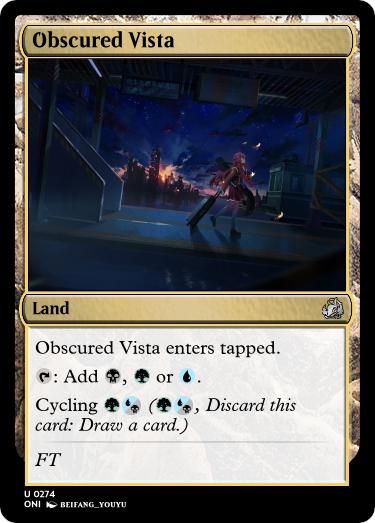 Obscured Vista
Land
Obscured Vista enters tapped.
: Add , or .
Cycling (, Discard this
card: Draw a card.)
FT
U 0274
ONI BEIFANG_YOUYU